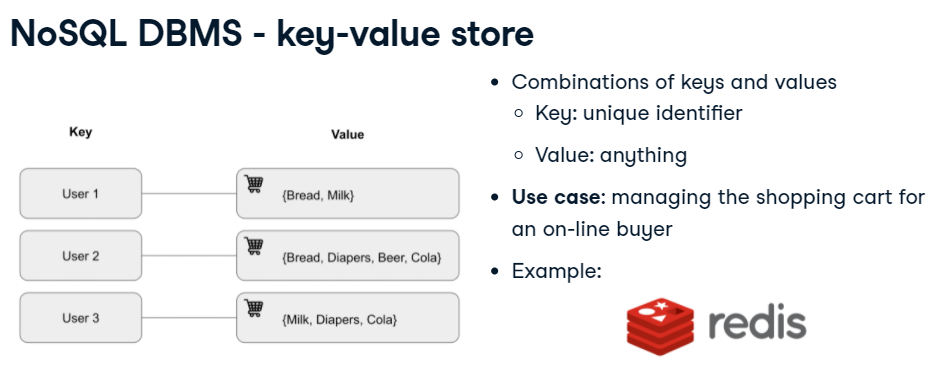 NoSQL DBMS - key-value store
Key
Value
User 1
{Bread, Milk}
User 2
{Bread, Diapers, Beer, Cola}
User 3
{Milk, Diapers, Cola}
Combinations of keys and values
Key: unique identifier
Value: anything
Use case: managing the shopping cart for
an on-line buyer
Example:
redis